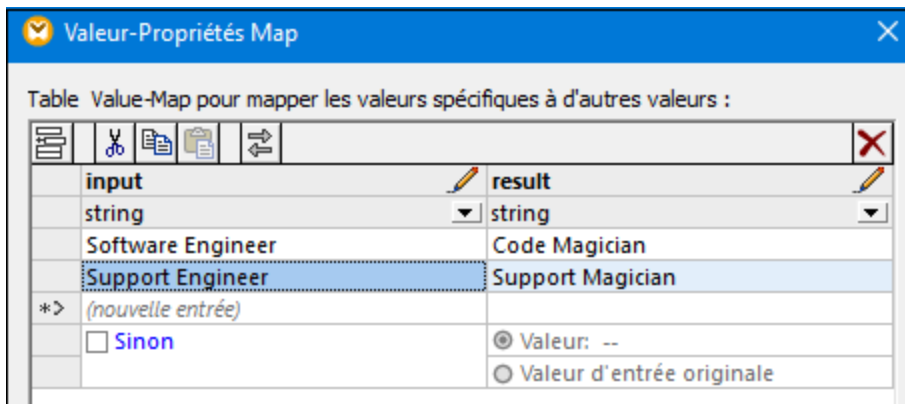 Valeur-Propriétés Map
Table Value-Map pour mapper les valeurs spécifiques à d'autres valeurs :
input result
string string
Software Engineer Code Magician
Support Engineer Support Magician
(nouvelle entrée)
Sinon Valeur: --
Valeur d'entrée originale